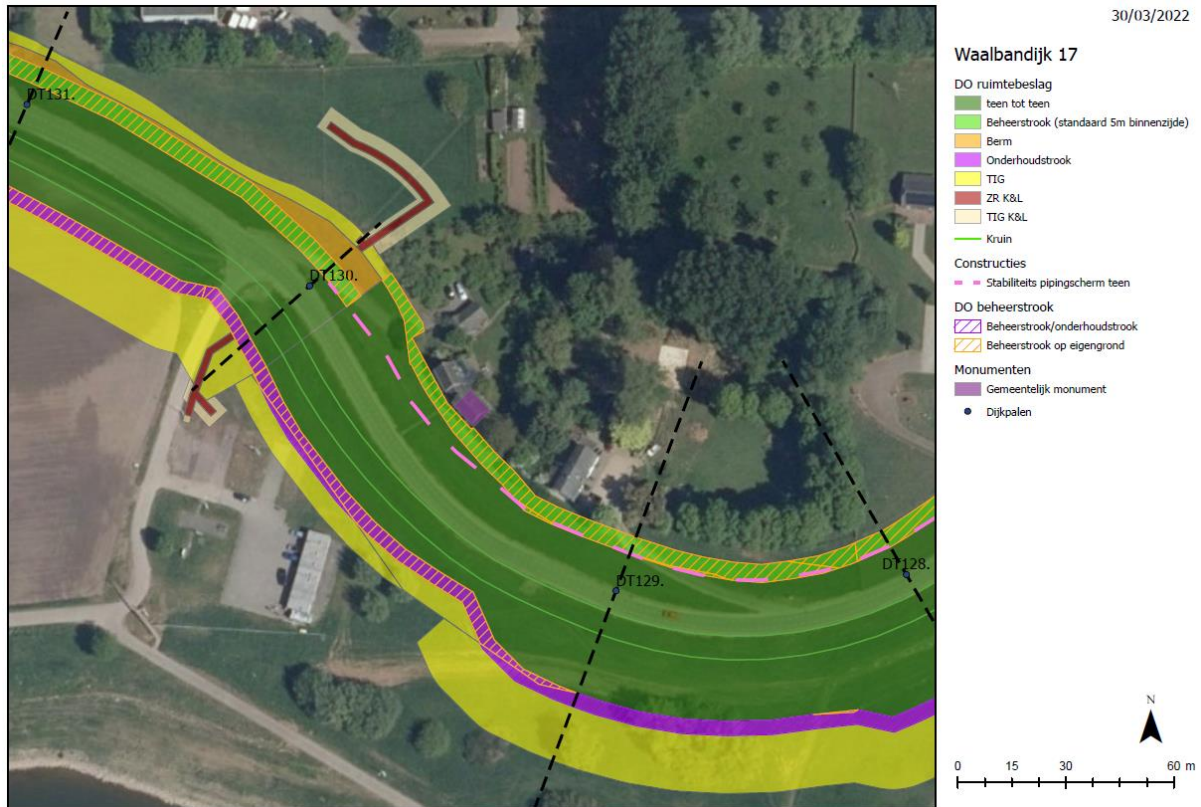 30/03/2022
Waalbandijk 17
DO ruimtebeslag
teen tot teen
Beheerstrook (standaard 5m binnenzijde)
Berm
Onderhoudstrook
TIG
ZR K&L
TIG K&L
Kruin
Constructies
Stabiliteits pipingscherm teen
DO beheerstrook
Beheerstrook/onderhoudstrook
Beheerstrook op eigengrond
Monumenten
Gemeentelijk monument
Dijkpalen
DT131.
DT130.
DT129.
DT128.
N
0 15 30 60 m